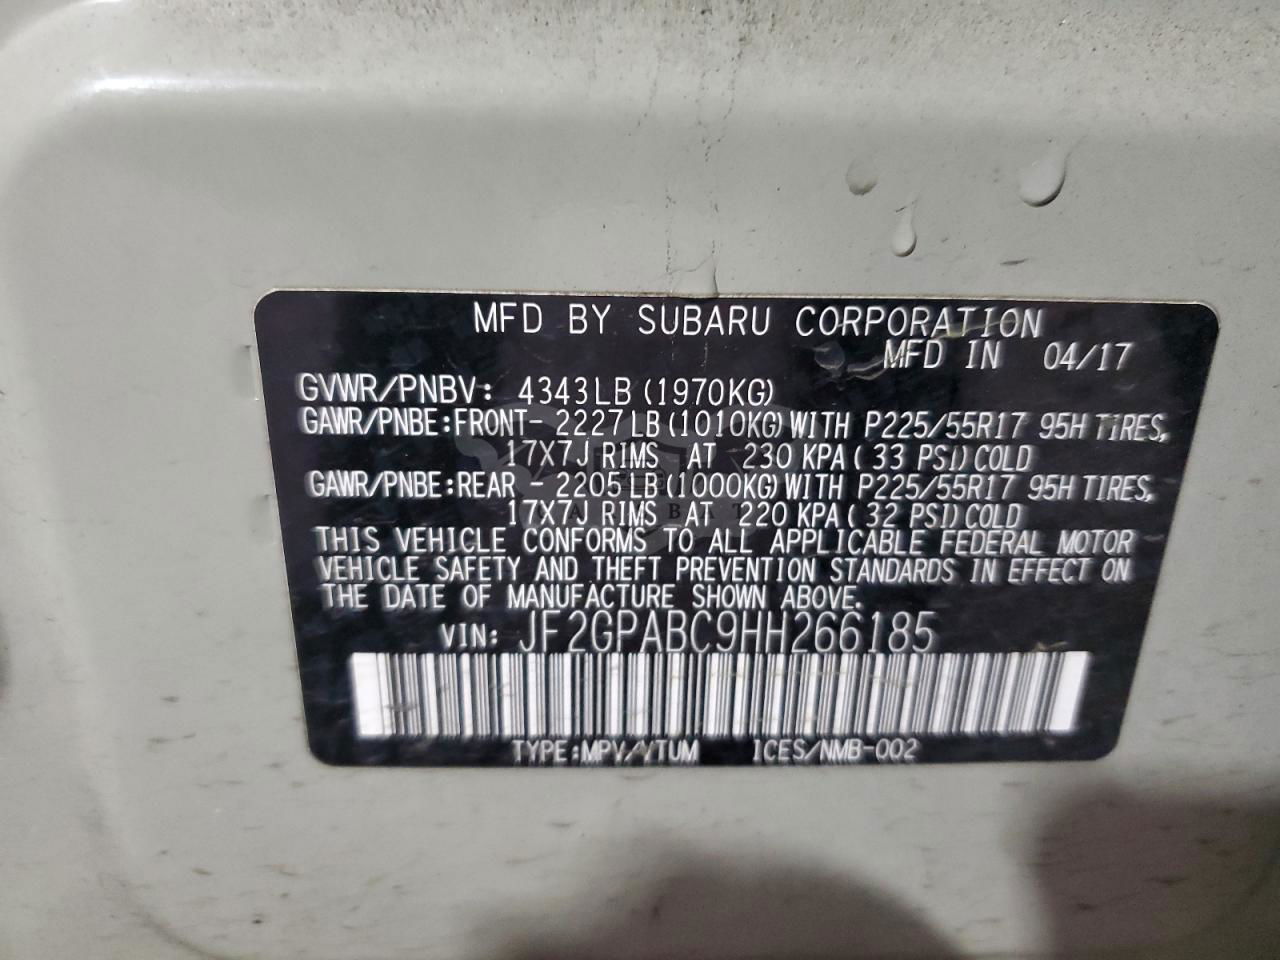 MFD BY SUBARU CORPORATION
MFD IN 04/17
GVWR/PNBV: 4343LB (1970KG)
GAWR/PNBE:FRONT- 2227LB(1010KG)WITH P225/55R17 95H TIRES,
17X7J RIMS AT 230 KPA(33 PSI)COLD
GAWR/PNBE:REAR - 2205LB(1000KG)WITH P225/55R17 95H TIRES,
17X7J RIMS AT 220 KPA(32 PSI)COLD
THIS VEHICLE CONFORMS TO ALL APPLICABLE FEDERAL MOTOR
VEHICLE SAFETY AND THEFT PREVENTION STANDARDS IN EFFECT ON
THE DATE OF MANUFACTURE SHOWN ABOVE.
VIN: JF2GPABC9HH266185
TYPE:MPV/VTUM ICES/NMB-002